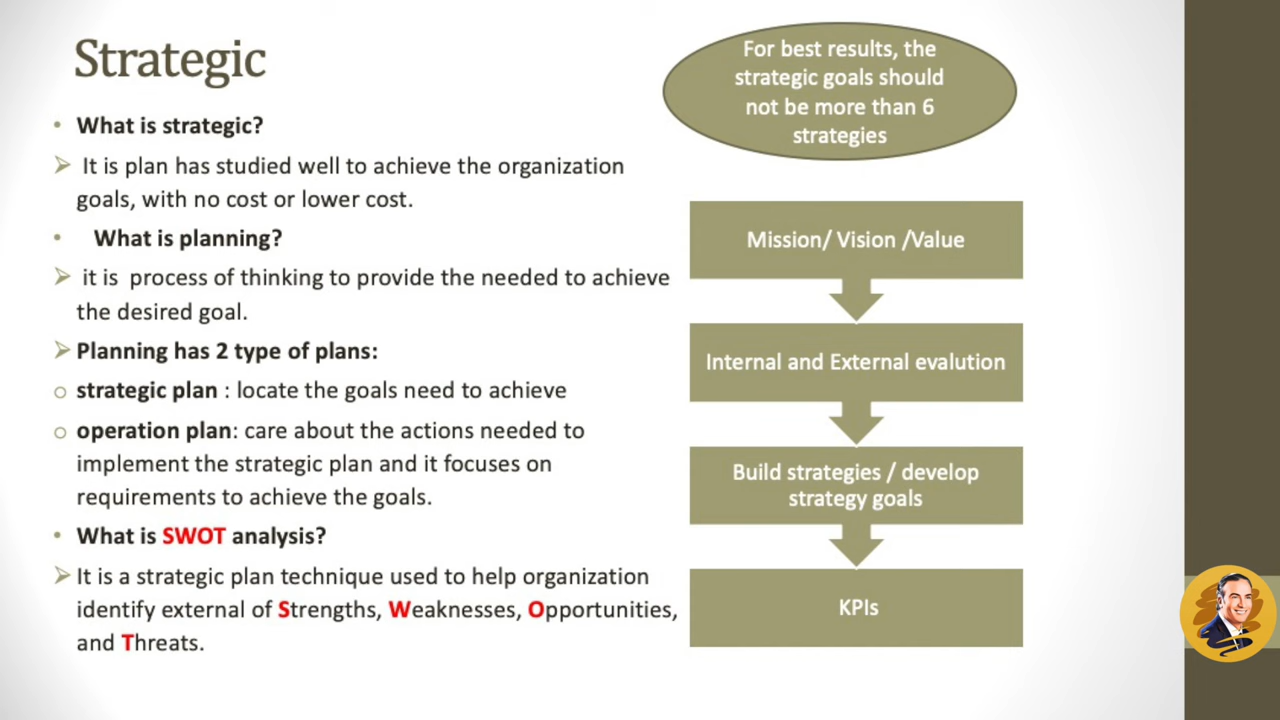 Strategic
• What is strategic?
➢ It is plan has studied well to achieve the organization
goals, with no cost or lower cost.
• What is planning?
➢ it is process of thinking to provide the needed to achieve
the desired goal.
➢ Planning has 2 type of plans:
o strategic plan : locate the goals need to achieve
o operation plan: care about the actions needed to
implement the strategic plan and it focuses on
requirements to achieve the goals.
• What is SWOT analysis?
➢ It is a strategic plan technique used to help organization
identify external of Strengths, Weaknesses, Opportunities,
and Threats.
For best results, the
strategic goals should
not be more than 6
strategies
Mission/ Vision /Value
Internal and External evalution
Build strategies / develop
strategy goals
KPIs